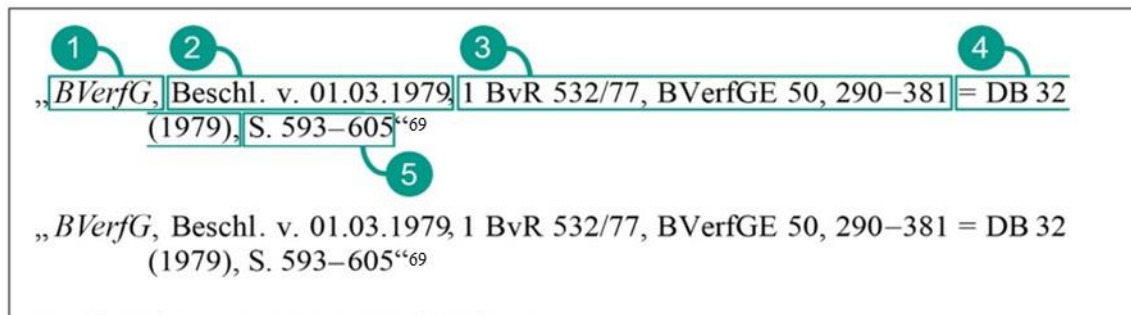 1 2 3 4
„BVerfG, Beschl. v. 01.03.1979, 1 BvR 532/77, BVerfGE 50, 290–381 = DB 32
(1979), S. 593–605“69
5
„BVerfG, Beschl. v. 01.03.1979, 1 BvR 532/77, BVerfGE 50, 290–381 = DB 32
(1979), S. 593–605“69